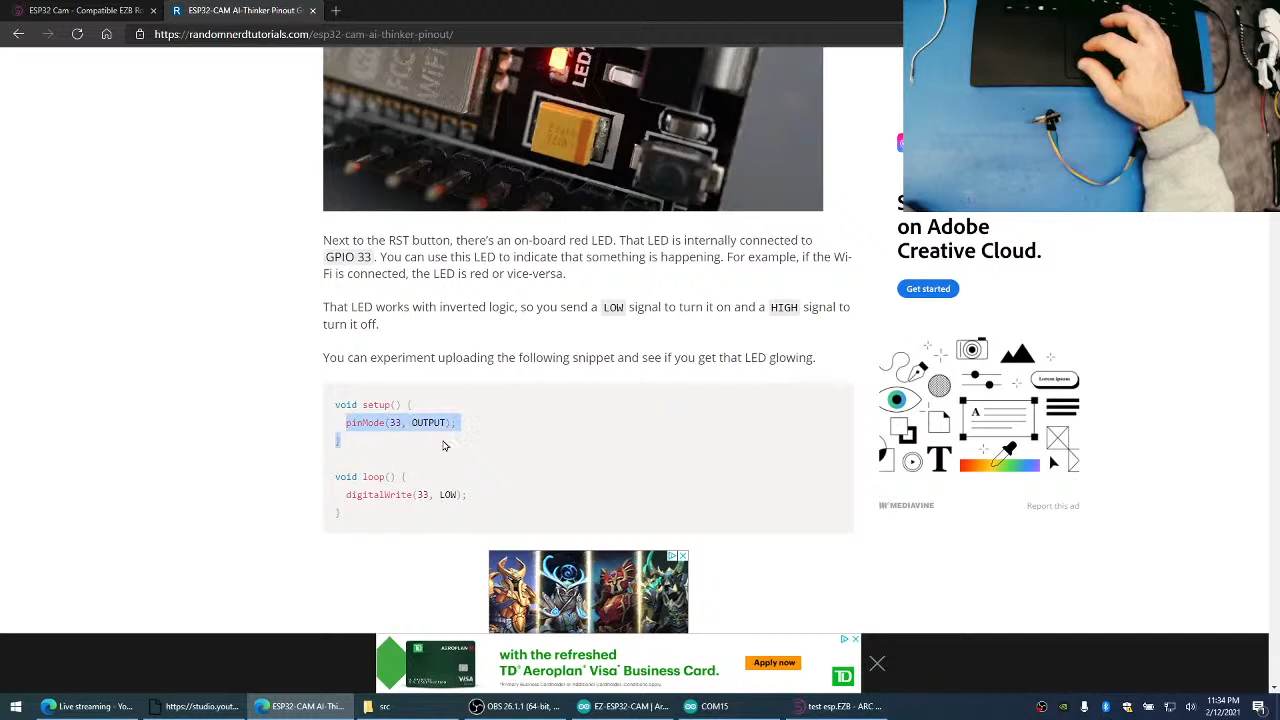 ESP32 Cam - Compatible EZB Ro
ESP32-CAM AI-Thinker Pinout G
https://randomnerdtutorials.com/esp32-cam-ai-thinker-pinout/
LED1
Next to the RST button, there's an on-board red LED. That LED is internally connected to
GPIO 33. You can use this LED to indicate that something is happening. For example, if the Wi-
Fi is connected, the LED is red or vice-versa.
That LED works with inverted logic, so you send a LOW signal to turn it on and a HIGH signal to
turn it off.
You can experiment uploading the following snippet and see if you get that LED glowing.
void setup() {
pinMode(33, OUTPUT);
}
void loop() {
digitalWrite(33, LOW);
}
on Adobe
Creative Cloud.
Get started
Lorem Ipsum
A
T
MEDIAVINE
Report this ad
AEROPLAN
VISA
with the refreshed
TD® Aeroplan® Visa* Business Card.
Apply now
TD
Live streaming - Yo...
https://studio.yout...
ESP32-CAM AI-Thi...
src
OBS 26.1.1 (64-bit, ...
EZ-ESP32-CAM | Ar...
COM15
test esp.EZB - ARC ...
11:34 PM
2/12/2021